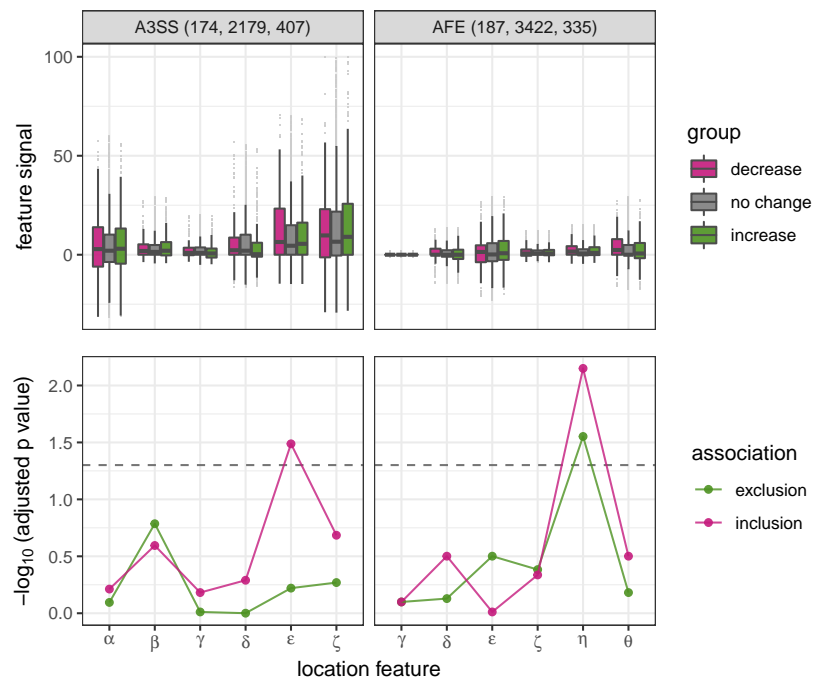 A3SS (174, 2179, 407)
AFE (187, 3422, 335)
feature signal
100
50
0
group
decrease
no change
increase
−log10 (adjusted p value)
2.0
1.5
1.0
0.5
0.0
association
exclusion
inclusion
α β γ δ ε ζ
γ δ ε ζ η θ
location feature